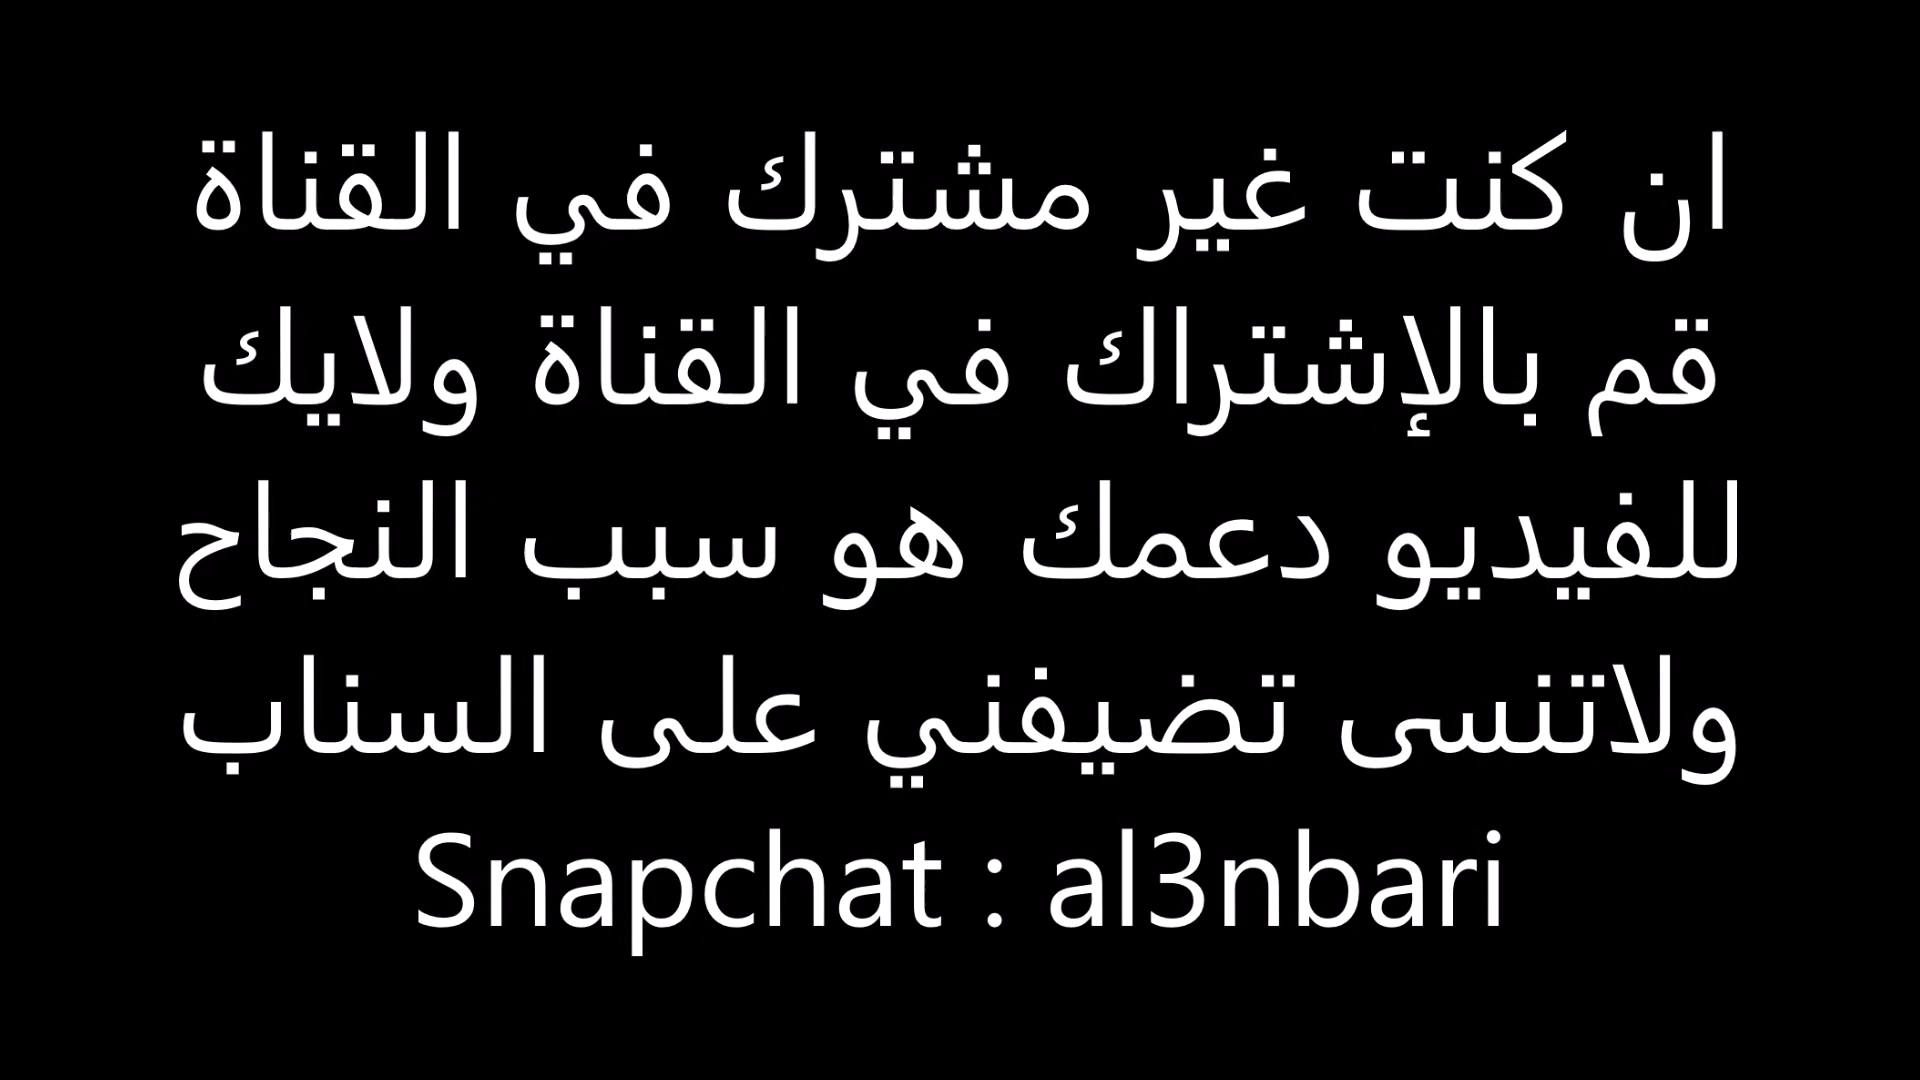 ان كنت غير مشترك في القناة
قم بالإشتراك في القناة ولايك
للفيديو دعمك هو سبب النجاح
ولاتنسى تضيفني على السناب
Snapchat : al3nbari